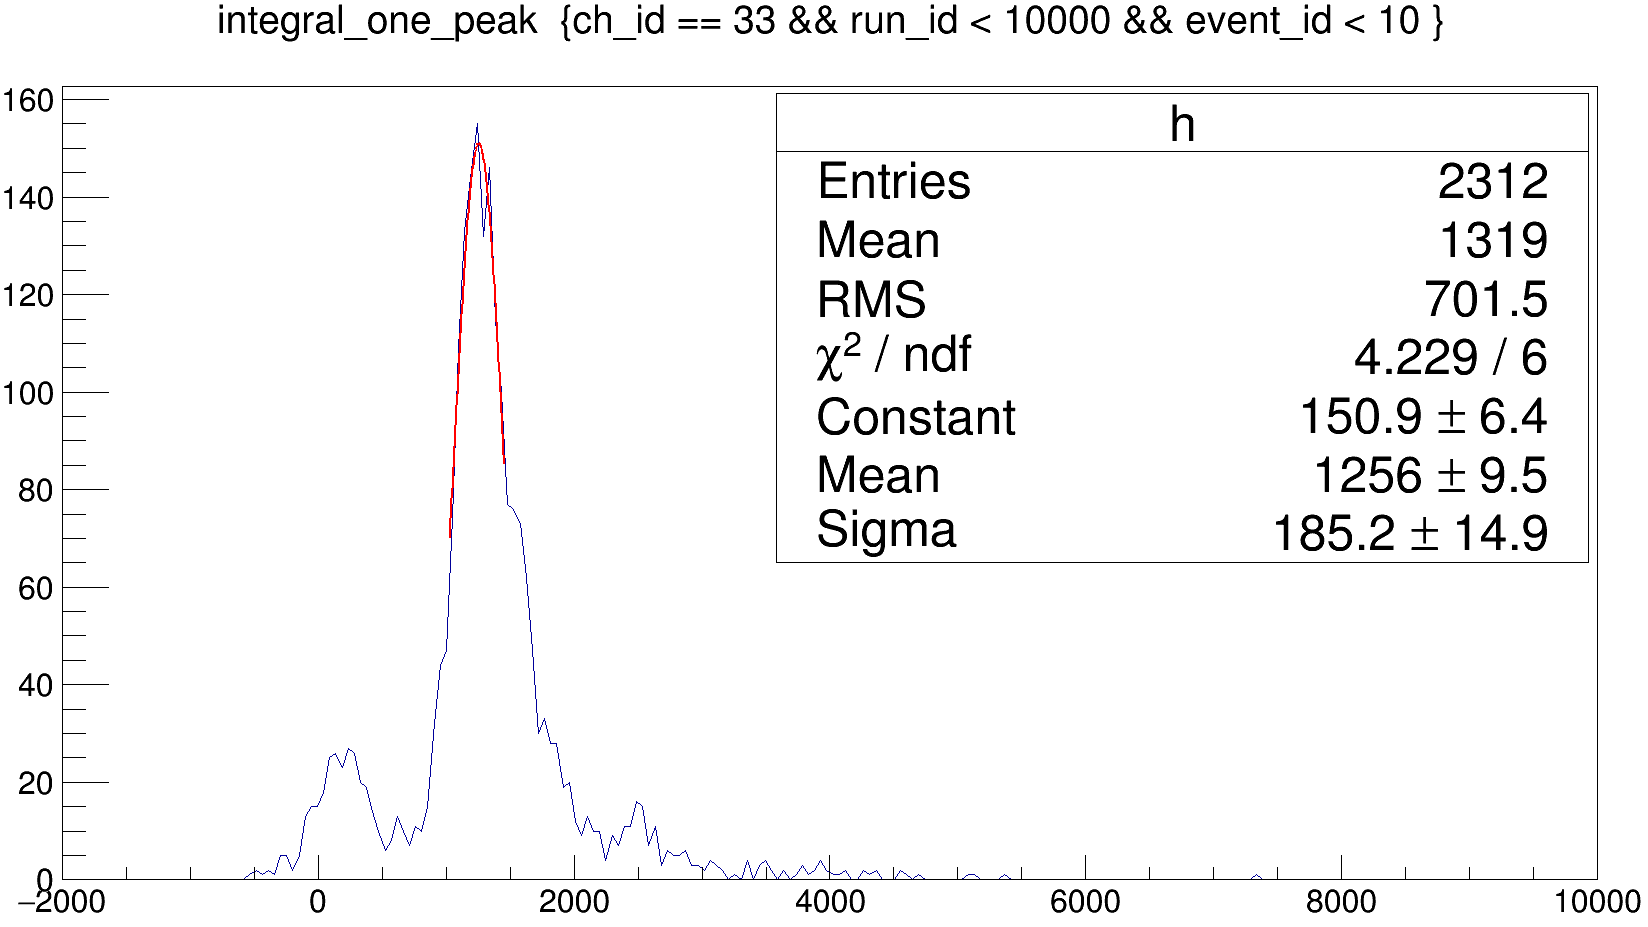 integral_one_peak {ch_id == 33 && run_id < 10000 && event_id < 10 }
160
140
120
100
80
60
40
20
0
−2000 0 2000 4000 6000 8000 10000
h
Entries 2312
Mean 1319
RMS 701.5
χ² / ndf 4.229 / 6
Constant 150.9 ± 6.4
Mean 1256 ± 9.5
Sigma 185.2 ± 14.9